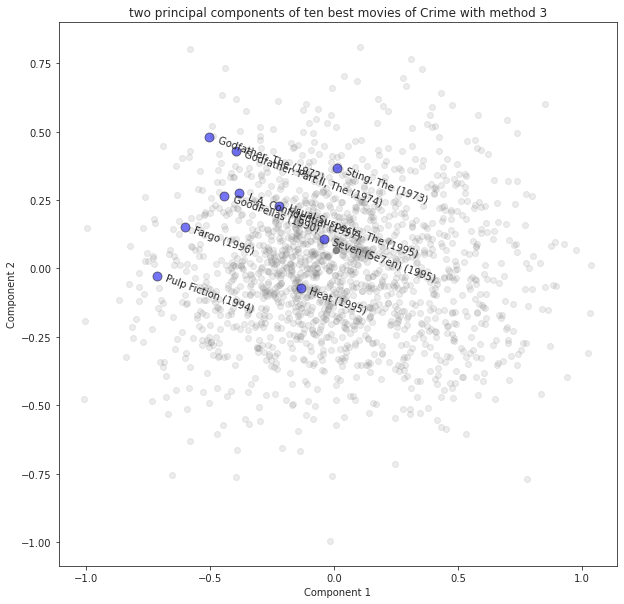 two principal components of ten best movies of Crime with method 3
Component 2
0.75
0.50
0.25
0.00
−0.25
−0.50
−0.75
−1.00
Godfather, The (1972)
Godfather: Part II, The (1974)
Sting, The (1973)
L.A. Confidential (1997)
GoodFellas (1990)
Usual Suspects, The (1995)
Fargo (1996)
Seven (Se7en) (1995)
Pulp Fiction (1994)
Heat (1995)
−1.0
−0.5
0.0
0.5
1.0
Component 1